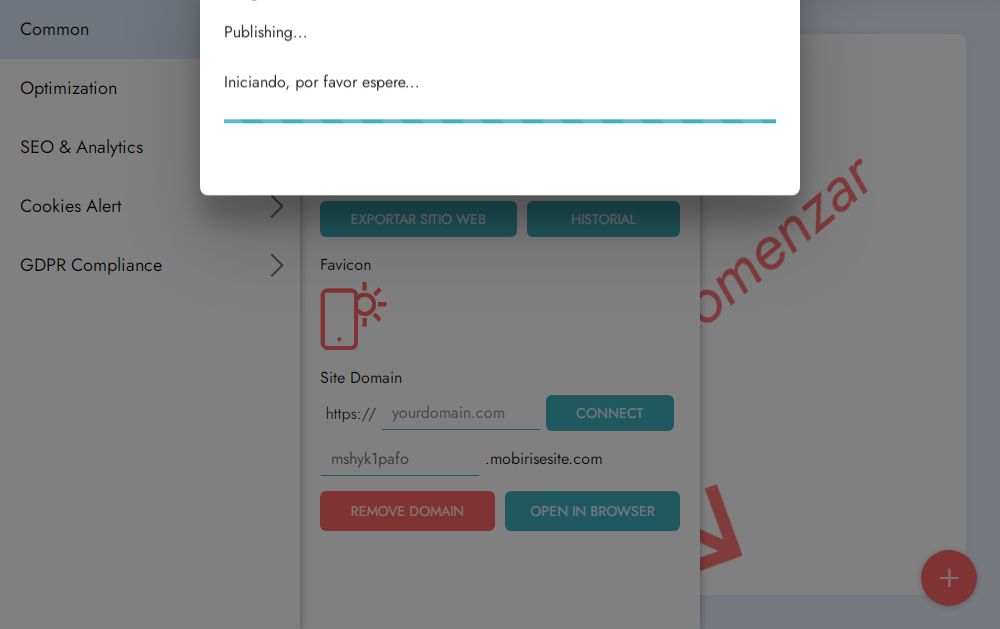 Common
Optimization
SEO & Analytics
Cookies Alert
GDPR Compliance
Publishing...
Iniciando, por favor espere...
EXPORTAR SITIO WEB HISTORIAL
Favicon
Site Domain
https:// yourdomain.com CONNECT
mshyk1pafo .mobirisesite.com
REMOVE DOMAIN OPEN IN BROWSER
omenzar